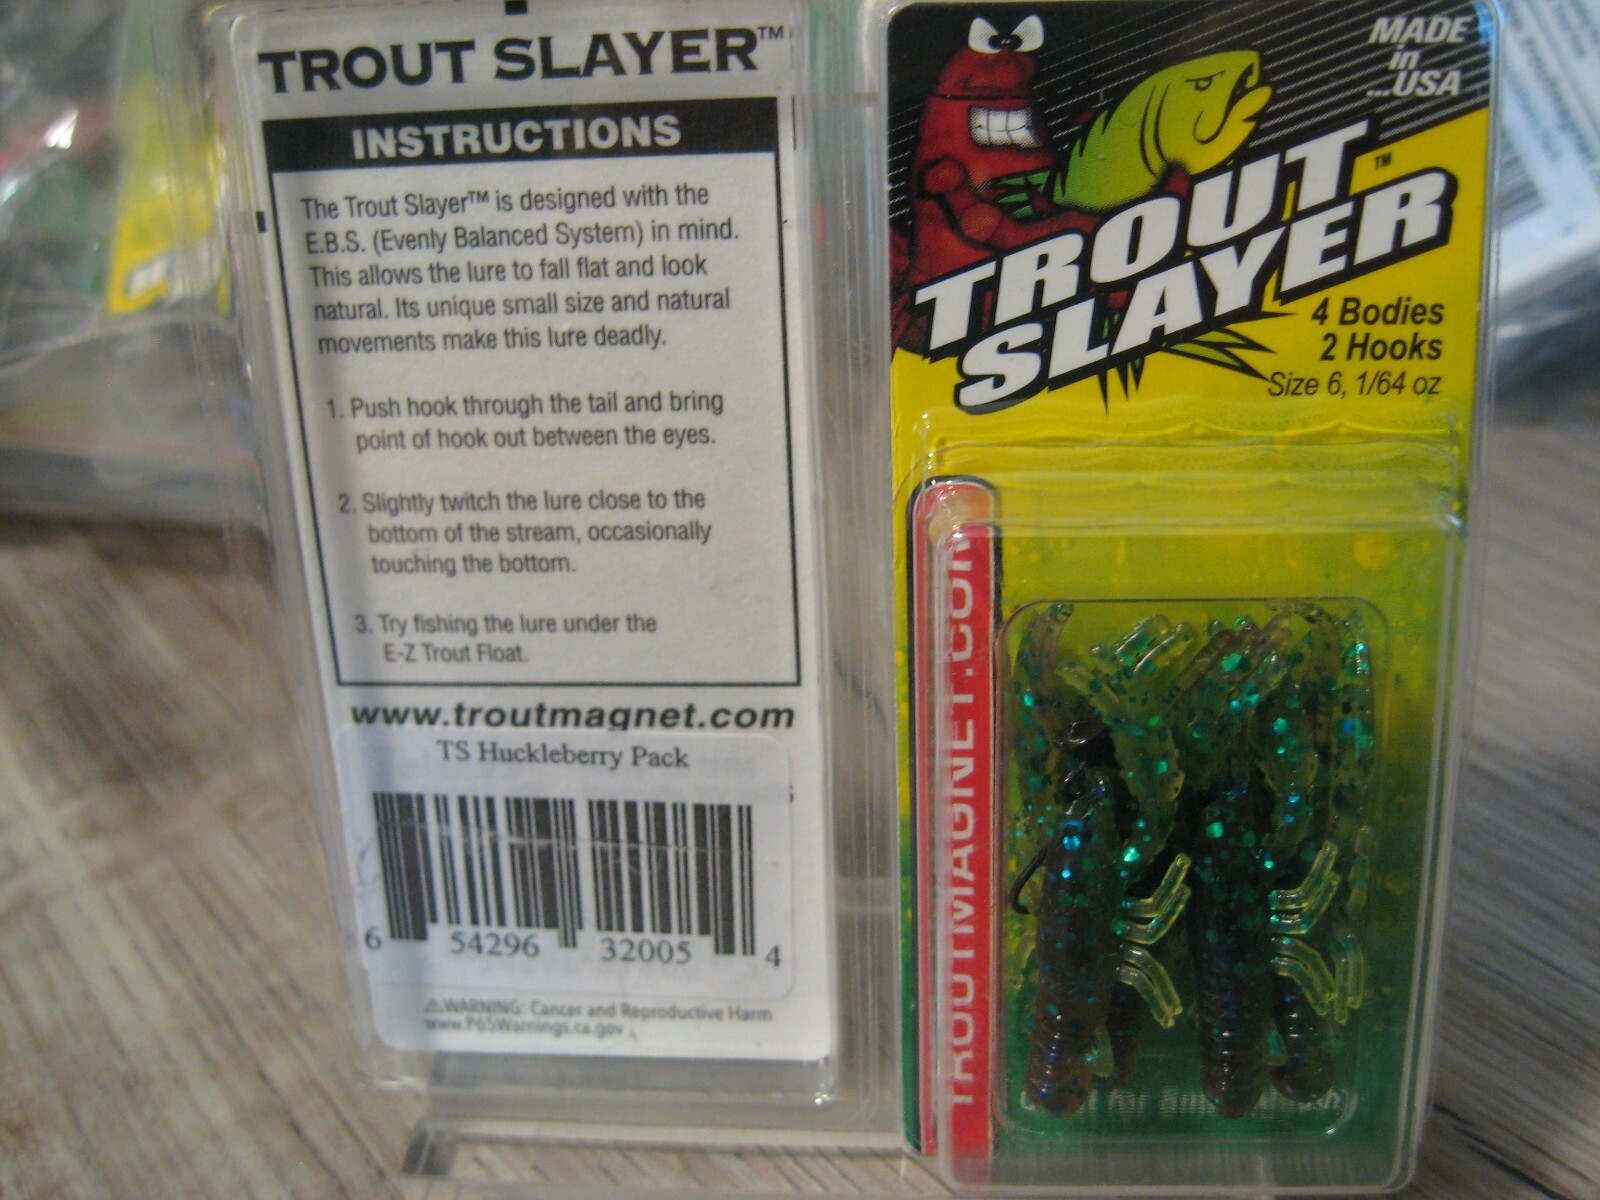 TROUT SLAYER™
INSTRUCTIONS
The Trout Slayer™ is designed with the
E.B.S. (Evenly Balanced System) in mind.
This allows the lure to fall flat and look
natural. Its unique small size and natural
movements make this lure deadly.
1. Push hook through the tail and bring
point of hook out between the eyes.
2. Slightly twitch the lure close to the
bottom of the stream, occasionally
touching the bottom.
3. Try fishing the lure under the
E-Z Trout Float.
www.troutmagnet.com
TS Huckleberry Pack
6 54296 32005 4
⚠WARNING: Cancer and Reproductive Harm
www.P65Warnings.ca.gov
MADE
in
...USA
TROUT
SLAYER™
4 Bodies
2 Hooks
Size 6, 1/64 oz
TROUTMAGNET.COM
for